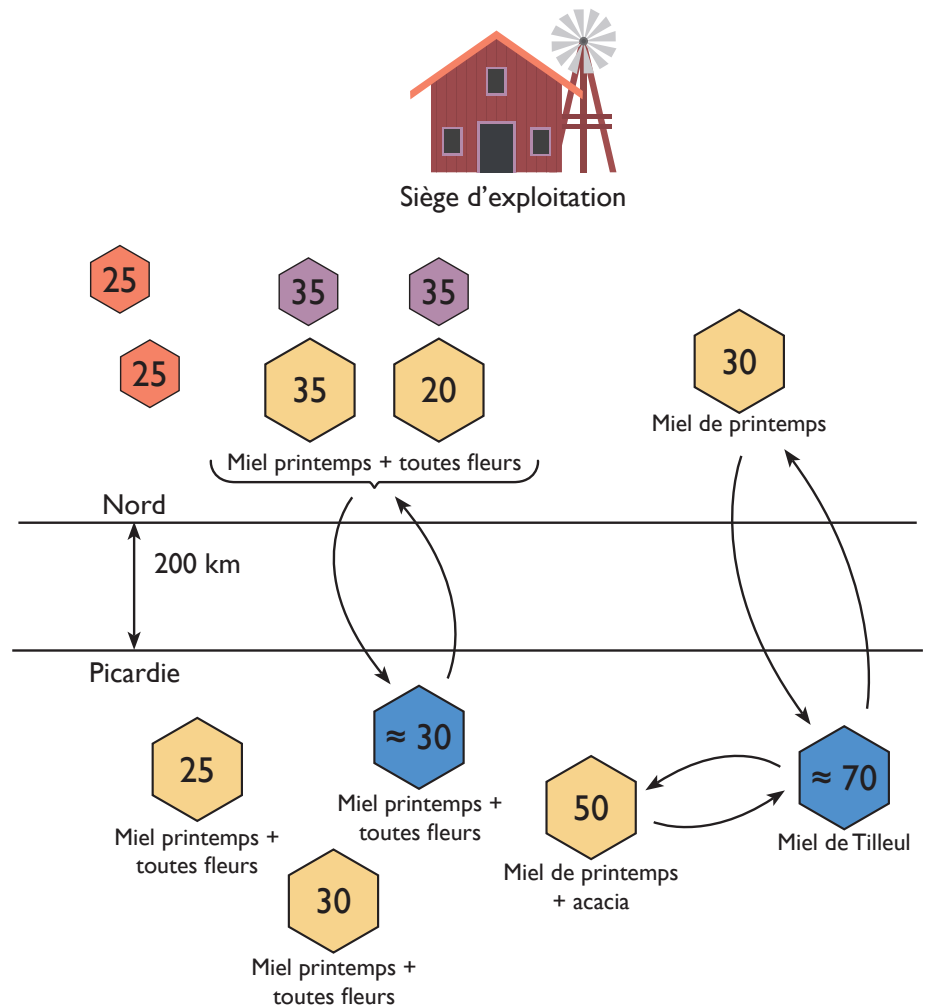 Siège d'exploitation
25
35
35
25
35
20
30
Miel de printemps
Miel printemps + toutes fleurs
Nord
200 km
Picardie
≈ 30
25
Miel printemps +
toutes fleurs
Miel printemps +
toutes fleurs
50
≈ 70
Miel de Tilleul
Miel de printemps
+ acacia
30
Miel printemps +
toutes fleurs